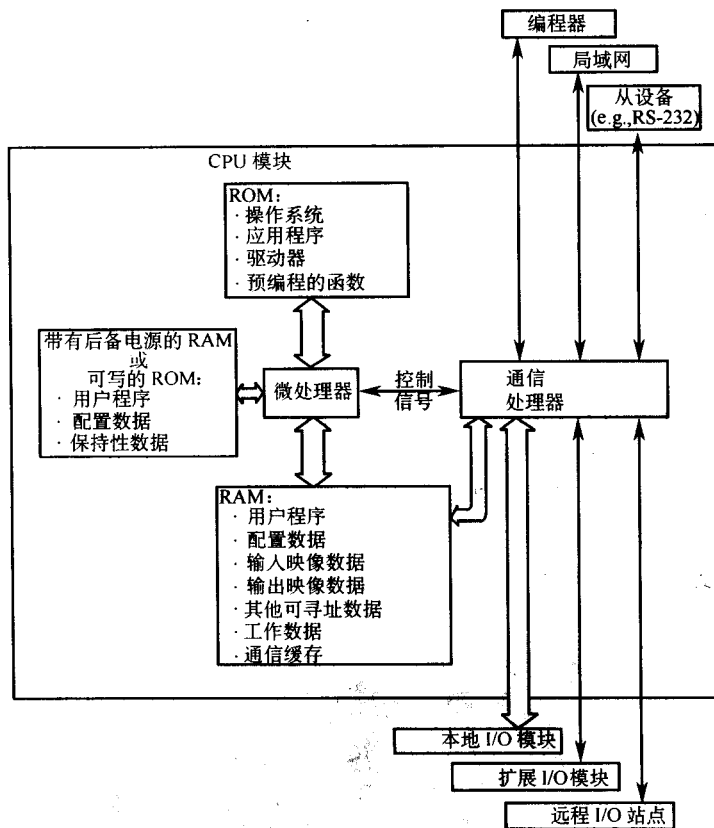 编程器
局域网
从设备
(e.g.,RS-232)
CPU 模块
ROM:
· 操作系统
· 应用程序
· 驱动器
· 预编程的函数
带有后备电源的 RAM
或
可写的 ROM:
· 用户程序
· 配置数据
· 保持性数据
微处理器
控制
信号
通信
处理器
RAM:
· 用户程序
· 配置数据
· 输入映像数据
· 输出映像数据
· 其他可寻址数据
· 工作数据
· 通信缓存
本地 I/O 模块
扩展 I/O模块
远程 I/O 站点